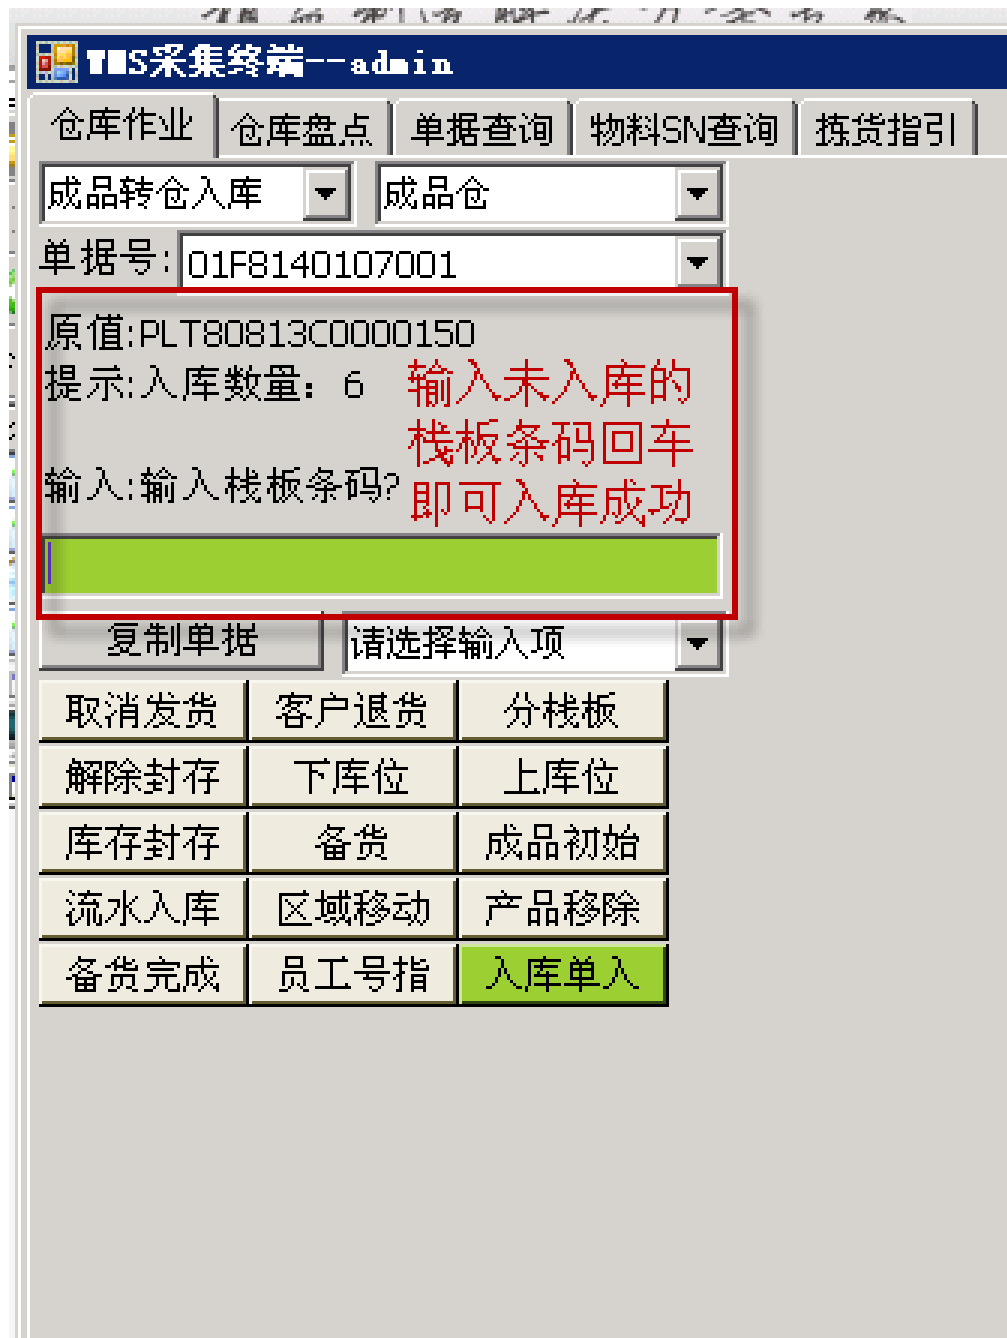 WMS采集终端--admin
仓库作业 仓库盘点 单据查询 物料SN查询 拣货指引
成品转仓入库 成品仓
单据号: 01F8140107001
原值:PLT80813C0000150
提示:入库数量：6
输入:输入栈板条码?
输入未入库的
栈板条码回车
即可入库成功
复制单据 请选择输入项
取消发货 客户退货 分栈板
解除封存 下库位 上库位
库存封存 备货 成品初始
流水入库 区域移动 产品移除
备货完成 员工号指 入库单入